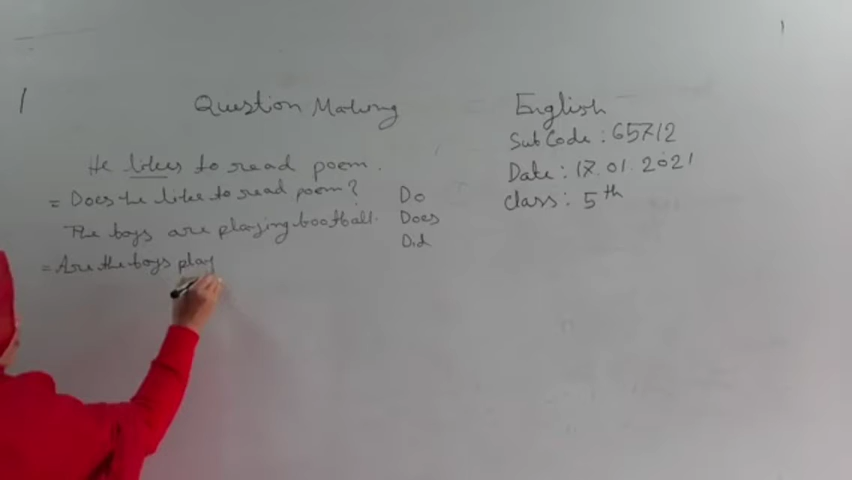 Question Making
He likes to read poem.
= Does he like to read poem?
The boys are playing football.
= Are the boys play
Do
Does
Did
English
Sub Code : 65712
Date : 17.01.2021
Class : 5th